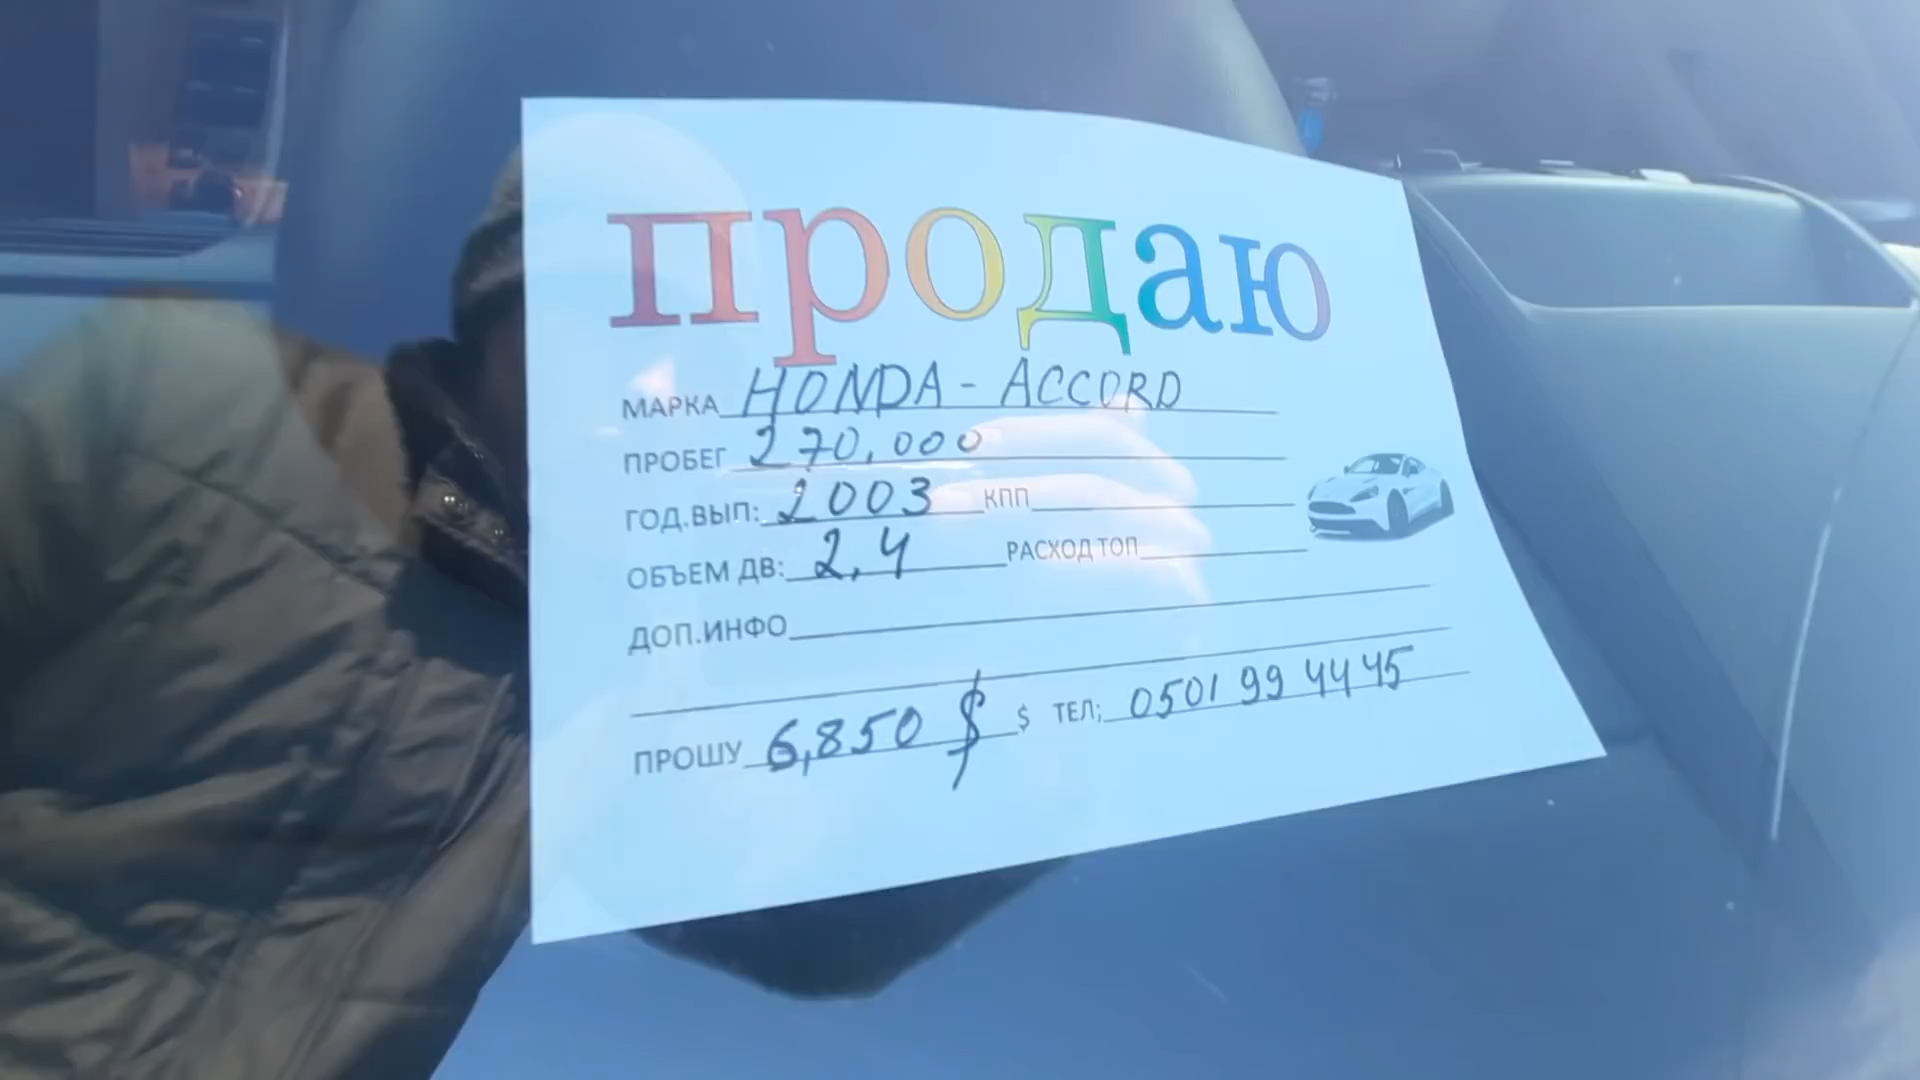 продаю
МАРКА HONDA - ACCORD
ПРОБЕГ 270,000
ГОД.ВЫП: 2003 КПП
ОБЪЕМ ДВ: 2,4 РАСХОД ТОП
ДОП.ИНФО
ПРОШУ 6,850 $ $ ТЕЛ; 0501 99 44 45